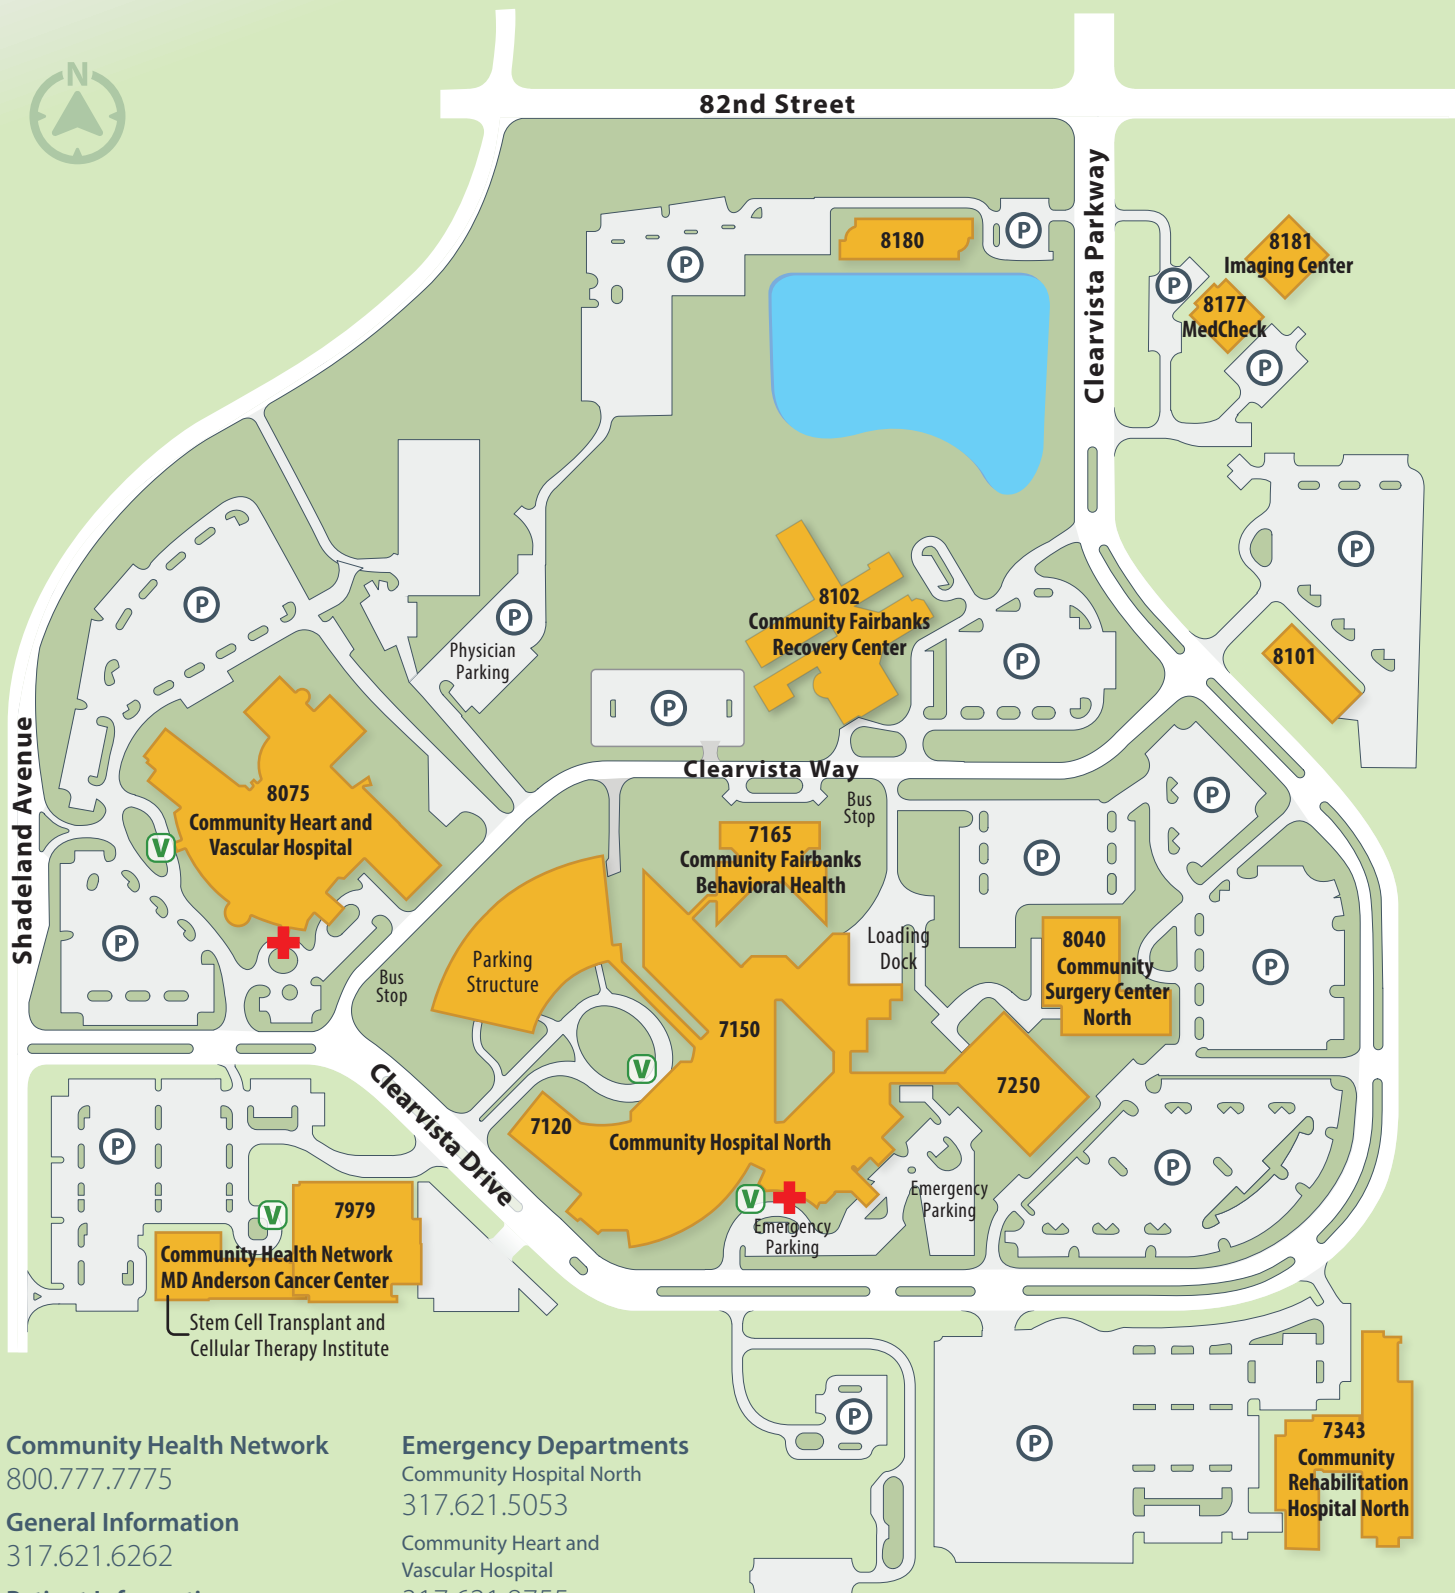 N
82nd Street
Clearvista Parkway
8180
P
P
8181
Imaging Center
P
8177
MedCheck
P
P
P
P
Physician
Parking
8102
Community Fairbanks
Recovery Center
P
8101
P
Clearvista Way
Shadeland Avenue
8075
Community Heart and
Vascular Hospital
V
P
Bus
Stop
7165
Community Fairbanks
Behavioral Health
P
P
Parking
Structure
Bus
Stop
Loading
Dock
8040
Community
Surgery Center
North
P
7150
V
7250
Clearvista Drive
7120
Community Hospital North
P
V
Emergency
Parking
Emergency
Parking
P
V
7979
Community Health Network
MD Anderson Cancer Center
Stem Cell Transplant and
Cellular Therapy Institute
P
P
7343
Community
Rehabilitation
Hospital North
Community Health Network
800.777.7775
General Information
317.621.6262
Emergency Departments
Community Hospital North
317.621.5053
Community Heart and
Vascular Hospital